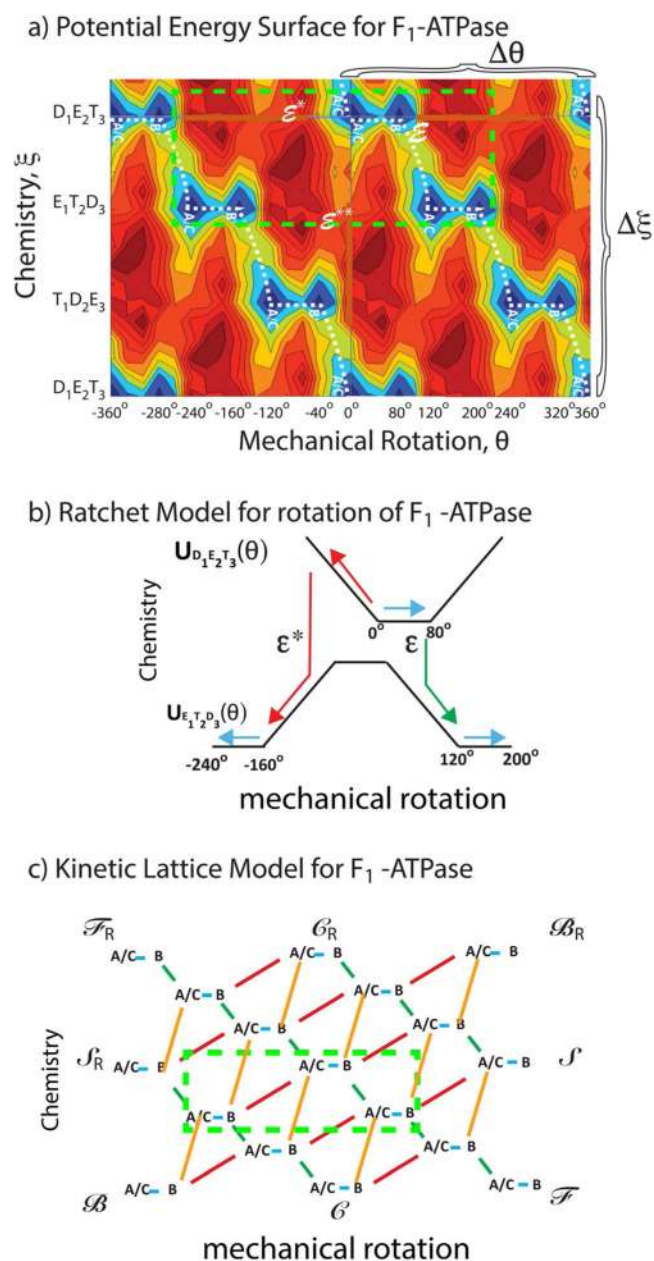 a) Potential Energy Surface for F₁-ATPase
Δθ
Chemistry, ξ
D₁E₂T₃
E₁T₂D₃
T₁D₂E₃
D₁E₂T₃
A/C B A/C B A/C
ξ* ξ
A/C B ξ** A/C B
A/C B A/C B
A/C A/C
Δξ
-360° -280° -240° -160° -120° -40° 0° 80° 120° 200° 240° 320° 360°
Mechanical Rotation, θ
b) Ratchet Model for rotation of F₁ -ATPase
Chemistry
U D₁E₂T₃(θ)
0° 80°
ε* ε
U E₁T₂D₃(θ)
-240° -160° 120° 200°
mechanical rotation
c) Kinetic Lattice Model for F₁ -ATPase
Chemistry
ℱR 𝒞R ℬR
A/C B A/C B A/C B
A/C B A/C B
A/C B A/C B
𝒮R A/C B A/C B A/C B 𝒮
A/C B A/C B
A/C B A/C B
ℬ A/C B 𝒞 A/C B A/C B ℱ
mechanical rotation